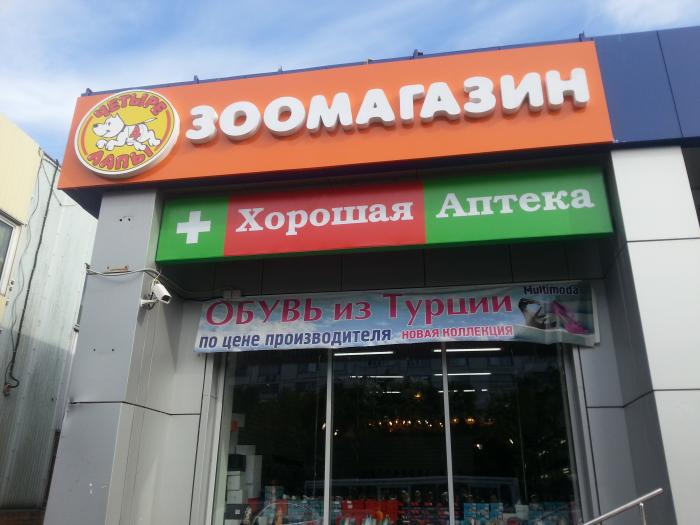 ЧЕТЫРЕ
ЛАПЫ
ЗООМАГАЗИН
Хорошая Аптека
Multimoda
ОБУВЬ из Турции
по цене производителя НОВАЯ КОЛЛЕКЦИЯ